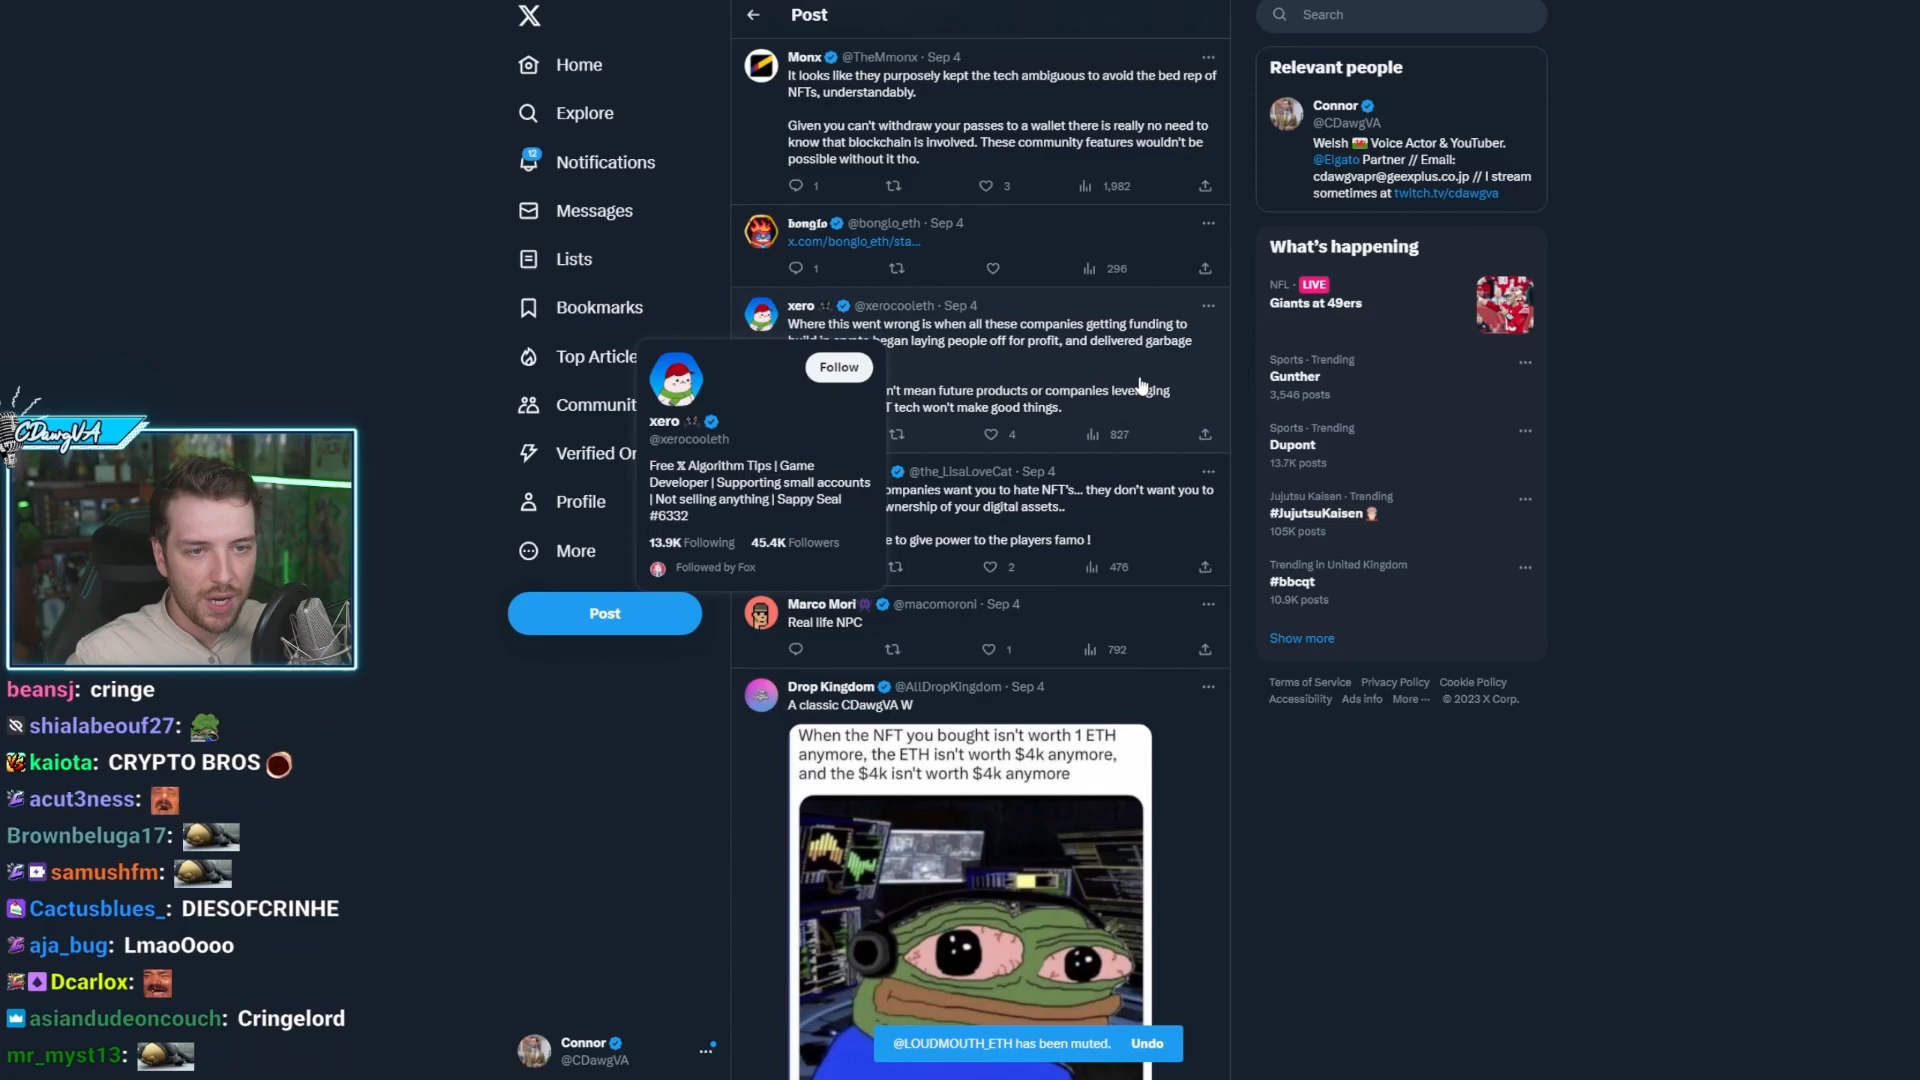 Home
Explore
12
Notifications
Messages
Lists
Bookmarks
Top Article
Communit
Verified Or
Profile
More
Post
Connor
@CDawgVA
Post
Monx @TheMmonx · Sep 4
It looks like they purposely kept the tech ambiguous to avoid the bed rep of
NFTs, understandably.
Given you can't withdraw your passes to a wallet there is really no need to
know that blockchain is involved. These community features wouldn't be
possible without it tho.
1 3 1,982
bonglo @bonglo_eth · Sep 4
x.com/bonglo_eth/sta...
1 296
xero @xerocooleth · Sep 4
Where this went wrong is when all these companies getting funding to
began laying people off for profit, and delivered garbage
n't mean future products or companies leveraging
tech won't make good things.
4 827
@the_LIsaLoveCat · Sep 4
ompanies want you to hate NFT's... they don't want you to
wnership of your digital assets..
e to give power to the players famo !
2 476
Follow
xero
@xerocooleth
Free X Algorithm Tips | Game
Developer | Supporting small accounts
| Not selling anything | Sappy Seal
#6332
13.9K Following 45.4K Followers
Followed by Fox
Marco Mori @macomoroni · Sep 4
Real life NPC
1 792
Drop Kingdom @AllDropKingdom · Sep 4
A classic CDawgVA W
When the NFT you bought isn't worth 1 ETH
anymore, the ETH isn't worth $4k anymore,
and the $4k isn't worth $4k anymore
@LOUDMOUTH_ETH has been muted. Undo
Search
Relevant people
Connor
@CDawgVA
Welsh Voice Actor & YouTuber.
@Elgato Partner // Email:
cdawgvapr@geexplus.co.jp // I stream
sometimes at twitch.tv/cdawgva
What's happening
NFL · LIVE
Giants at 49ers
Sports · Trending
Gunther
3,546 posts
Sports · Trending
Dupont
13.7K posts
Jujutsu Kaisen · Trending
#JujutsuKaisen
105K posts
Trending in United Kingdom
#bbcqt
10.9K posts
Show more
Terms of Service Privacy Policy Cookie Policy
Accessibility Ads info More ··· © 2023 X Corp.
CDawgVA
beansj: cringe
shialabeouf27:
kaiota: CRYPTO BROS
acut3ness:
Brownbeluga17:
samushfm:
Cactusblues_: DIESOFCRINHE
aja_bug: LmaoOooo
Dcarlox:
asiandudeoncouch: Cringelord
mr_myst13: